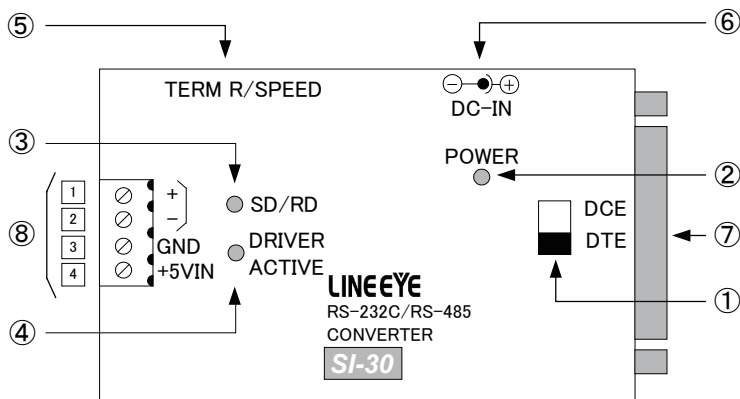 ⑤
⑥
TERM R/SPEED
DC-IN
③
POWER
②
⑧
1
2
3
4
+
−
GND
+5VIN
SD/RD
DRIVER
ACTIVE
DCE
DTE
⑦
①
④
LINEEYE
RS-232C/RS-485
CONVERTER
SI-30